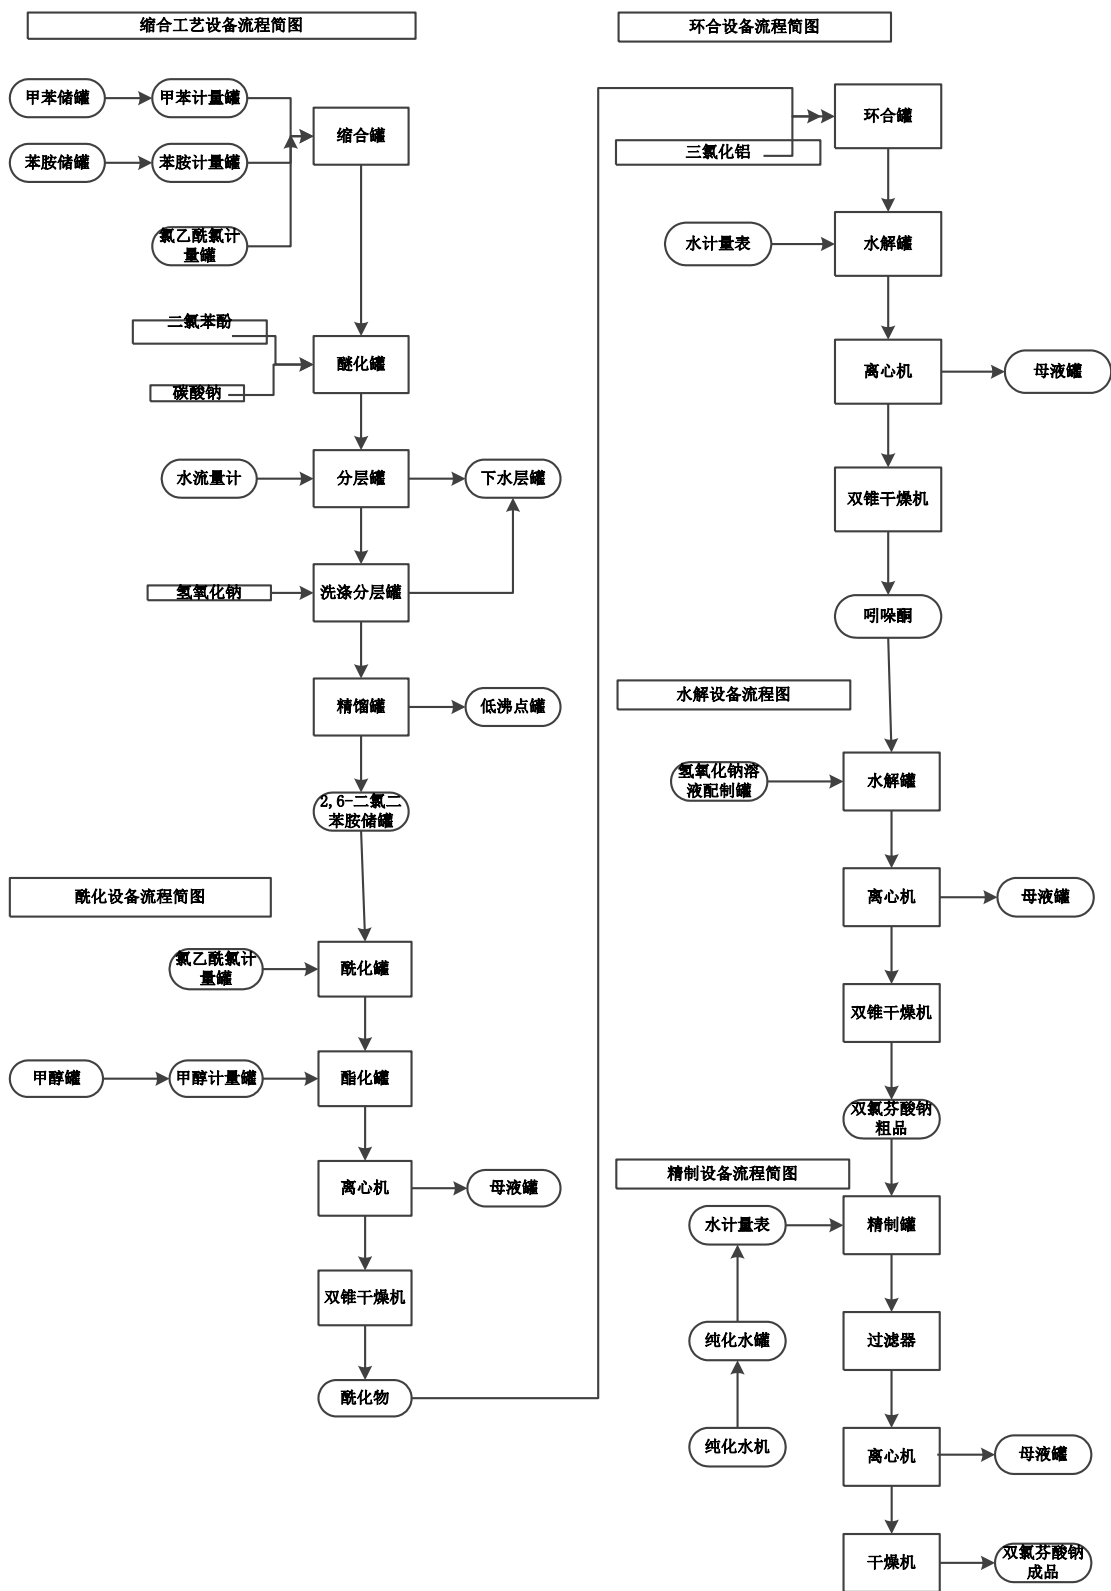 缩合工艺设备流程简图
甲苯储罐
甲苯计量罐
缩合罐
苯胺储罐
苯胺计量罐
氯乙酰氯计
量罐
二氯苯酚
醚化罐
碳酸钠
水流量计
分层罐
下水层罐
氢氧化钠
洗涤分层罐
精馏罐
低沸点罐
2,6-二氯二
苯胺储罐
酰化设备流程简图
氯乙酰氯计
量罐
酰化罐
甲醇罐
甲醇计量罐
酯化罐
离心机
母液罐
双锥干燥机
酰化物
环合设备流程简图
环合罐
三氯化铝
水计量表
水解罐
离心机
母液罐
双锥干燥机
吲哚酮
水解设备流程图
氢氧化钠溶
液配制罐
水解罐
离心机
母液罐
双锥干燥机
双氯芬酸钠
粗品
精制设备流程简图
水计量表
精制罐
纯化水罐
过滤器
纯化水机
离心机
母液罐
干燥机
双氯芬酸钠
成品